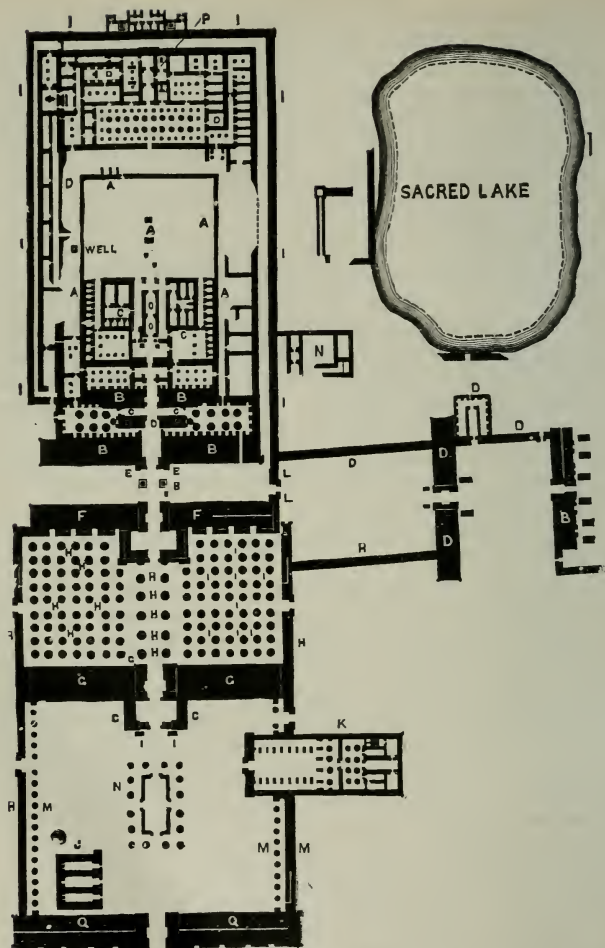 I P I
I I
D
D
I I
D
A
A A SACRED LAKE
WELL
I I
A A
C C
N
I I
B B
C D C D
B B D
E E L D D
B L B
F F
D
R
H
H H
H H
H H H
H
C
G G
C C
I I K
N
B M
M M
J
Q Q